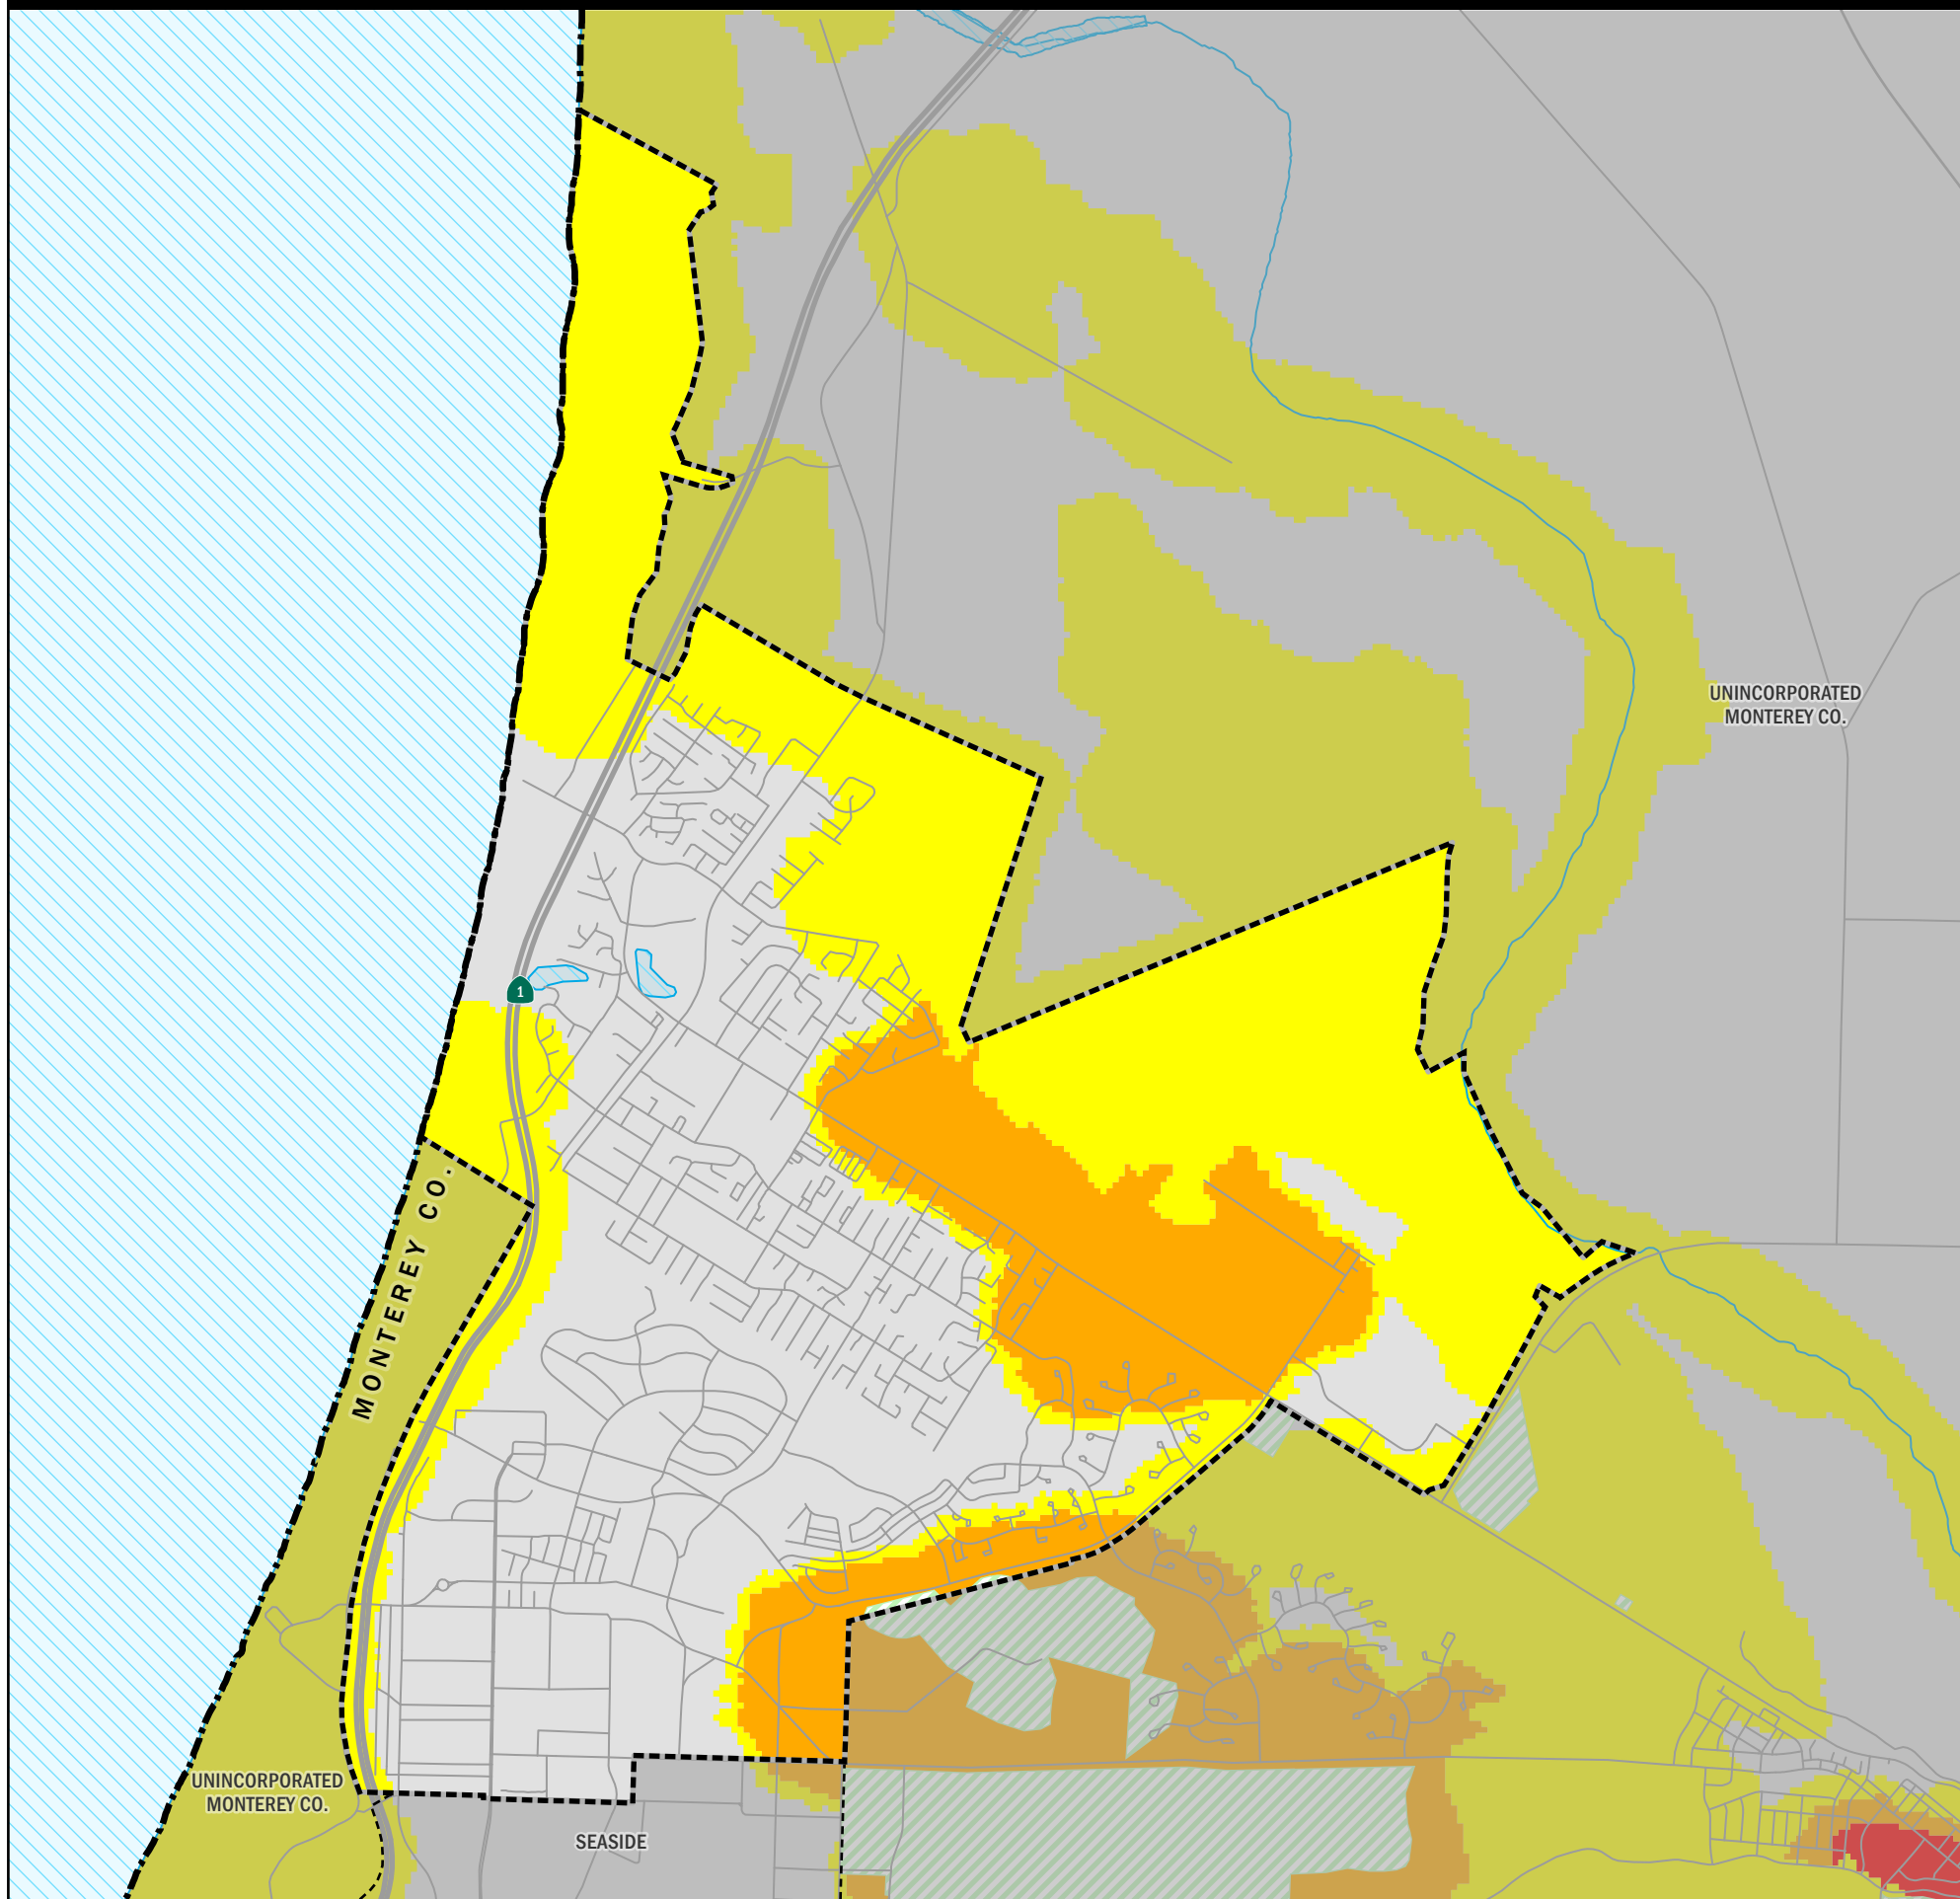 UNINCORPORATED
MONTEREY CO.
1
MONTEREY CO.
UNINCORPORATED
MONTEREY CO.
SEASIDE